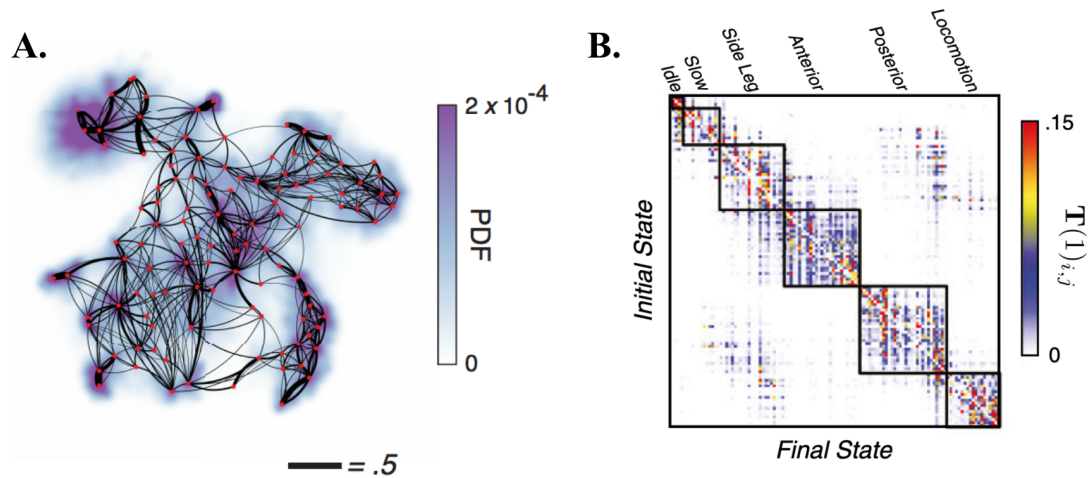 A.
2 x 10⁻⁴
PDF
0
= .5
B.
Idle
Slow
Side Leg
Anterior
Posterior
Locomotion
Initial State
Final State
.15
T(1)ᵢ,ⱼ
0